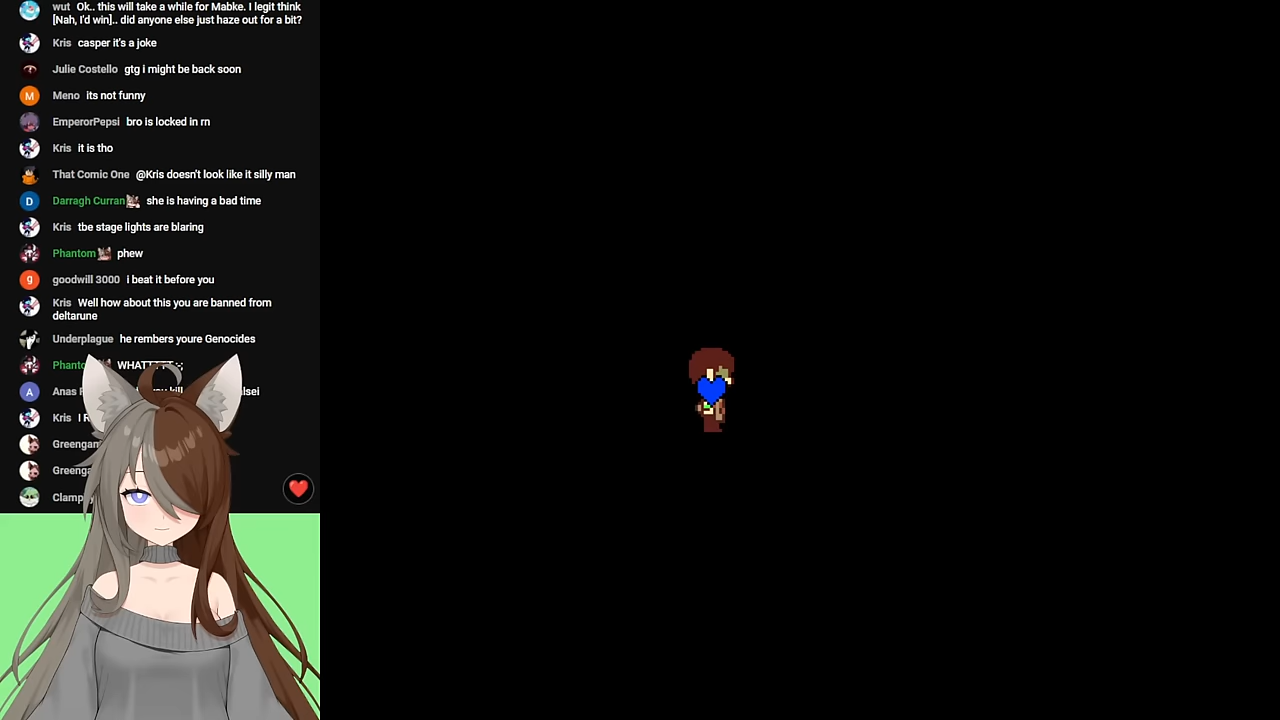 wut Ok.. this will take a while for Mabke. I legit think
[Nah, I'd win].. did anyone else just haze out for a bit?
Kris casper it's a joke
Julie Costello gtg i might be back soon
M
Meno its not funny
EmperorPepsi bro is locked in rn
Kris it is tho
That Comic One @Kris doesn't look like it silly man
D
Darragh Curran she is having a bad time
Kris tbe stage lights are blaring
Phantom phew
g
goodwill 3000 i beat it before you
Kris Well how about this you are banned from
deltarune
Underplague he rembers youre Genocides
A
Anas
Kris I